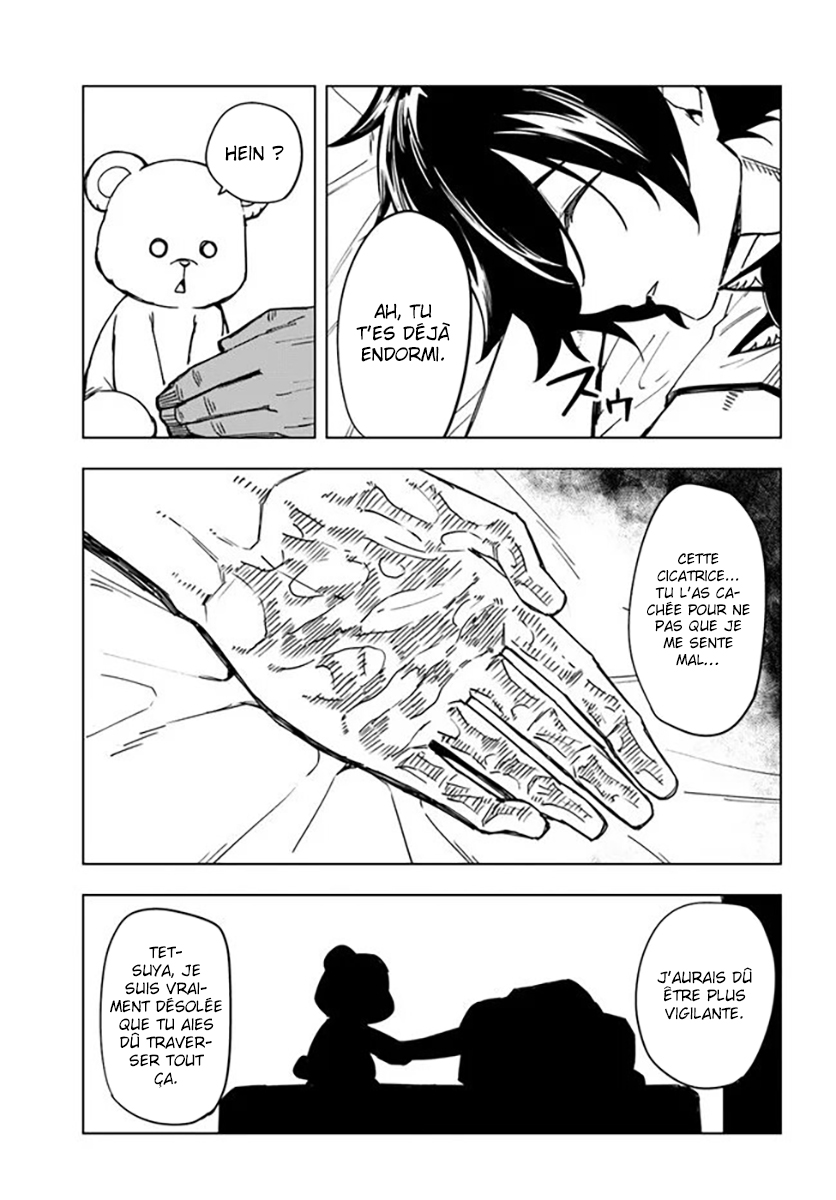 AH, TU
T'ES DÉJÀ
ENDORMI.
スゥ
HEIN ?
CETTE
CICATRICE...
TU L'AS CA-
CHÉE POUR NE
PAS QUE JE
ME SENTE
MAL...
J'AURAIS DÛ
ÊTRE PLUS
VIGILANTE.
TET-
SUYA, JE
SUIS VRAI-
MENT DÉSOLÉE
QUE TU AIES
DÛ TRAVER-
SER TOUT
ÇA.